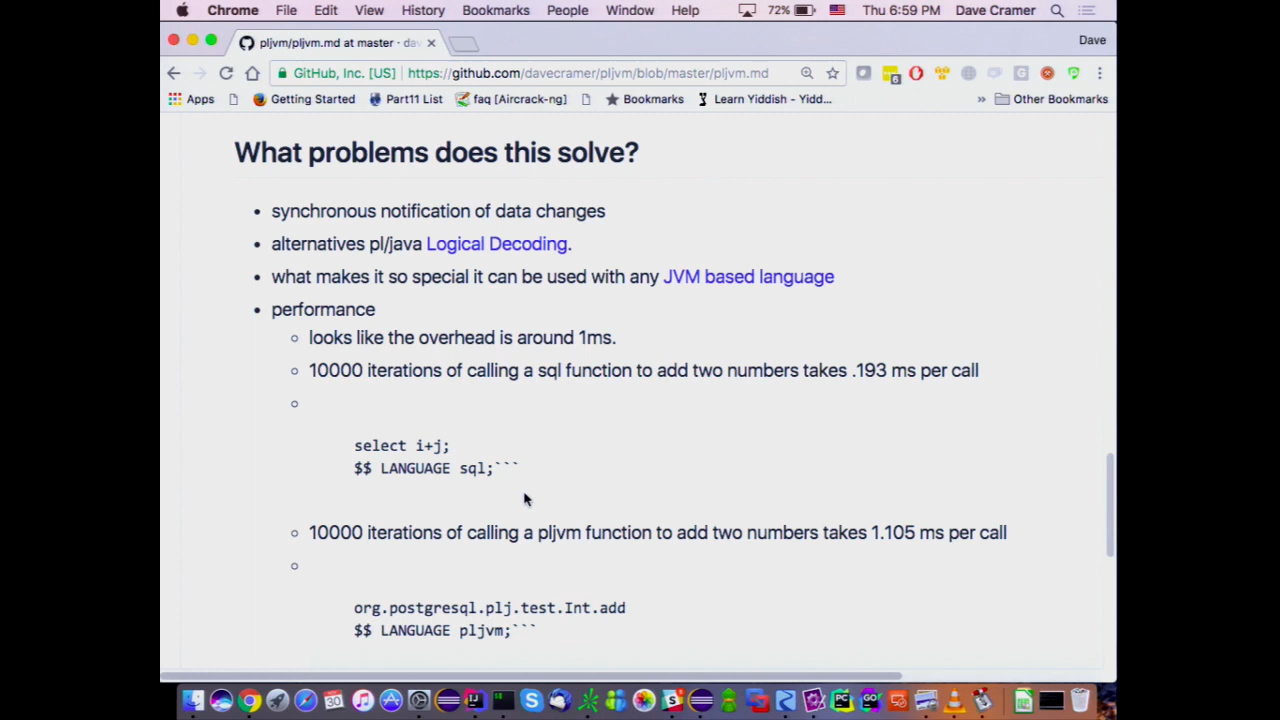 Chrome File Edit View History Bookmarks People Window Help 72% Thu 6:59 PM Dave Cramer
pljvm/pljvm.md at master · dav Dave
GitHub, Inc. [US] https://github.com/davecramer/pljvm/blob/master/pljvm.md
Apps Getting Started Part11 List faq [Aircrack-ng] Bookmarks Learn Yiddish - Yidd... » Other Bookmarks
What problems does this solve?
synchronous notification of data changes
alternatives pl/java Logical Decoding.
what makes it so special it can be used with any JVM based language
performance
looks like the overhead is around 1ms.
10000 iterations of calling a sql function to add two numbers takes .193 ms per call
select i+j;
$$ LANGUAGE sql;```
10000 iterations of calling a pljvm function to add two numbers takes 1.105 ms per call
org.postgresql.plj.test.Int.add
$$ LANGUAGE pljvm;```